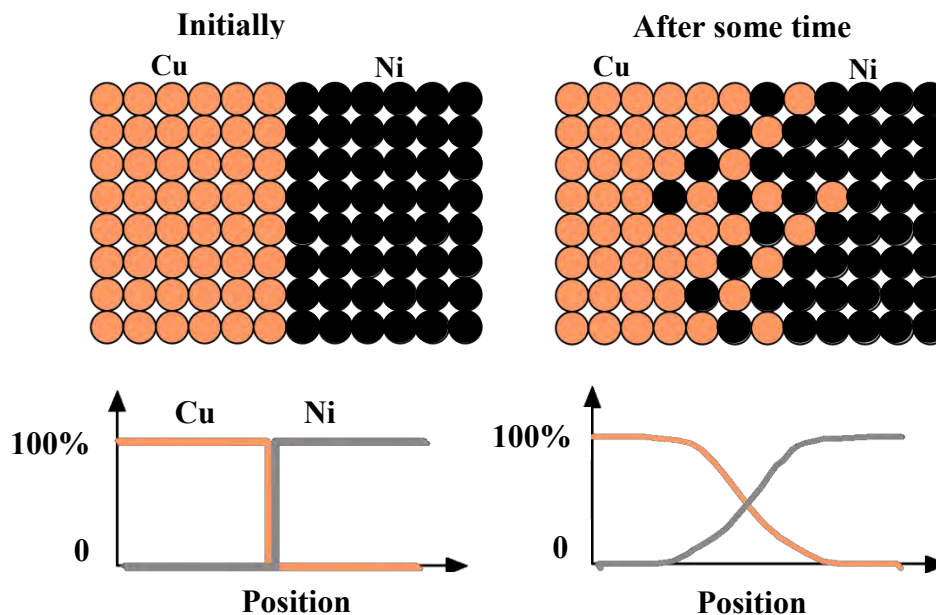 Initially
After some time
Cu
Ni
Cu
Ni
Cu
Ni
100%
0
Position
100%
0
Position